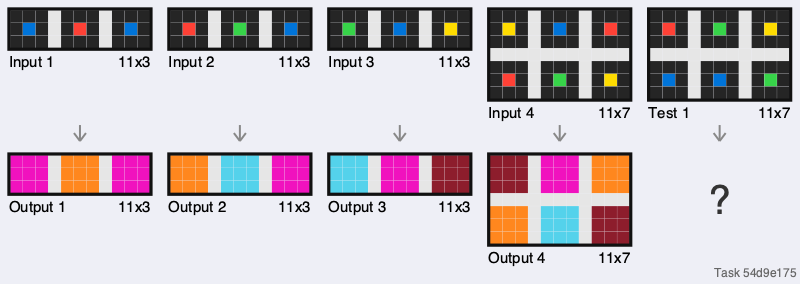 Input 1 11x3
Input 2 11x3
Input 3 11x3
Input 4 11x7
Test 1 11x7
Output 1 11x3
Output 2 11x3
Output 3 11x3
Output 4 11x7
?
Task 54d9e175